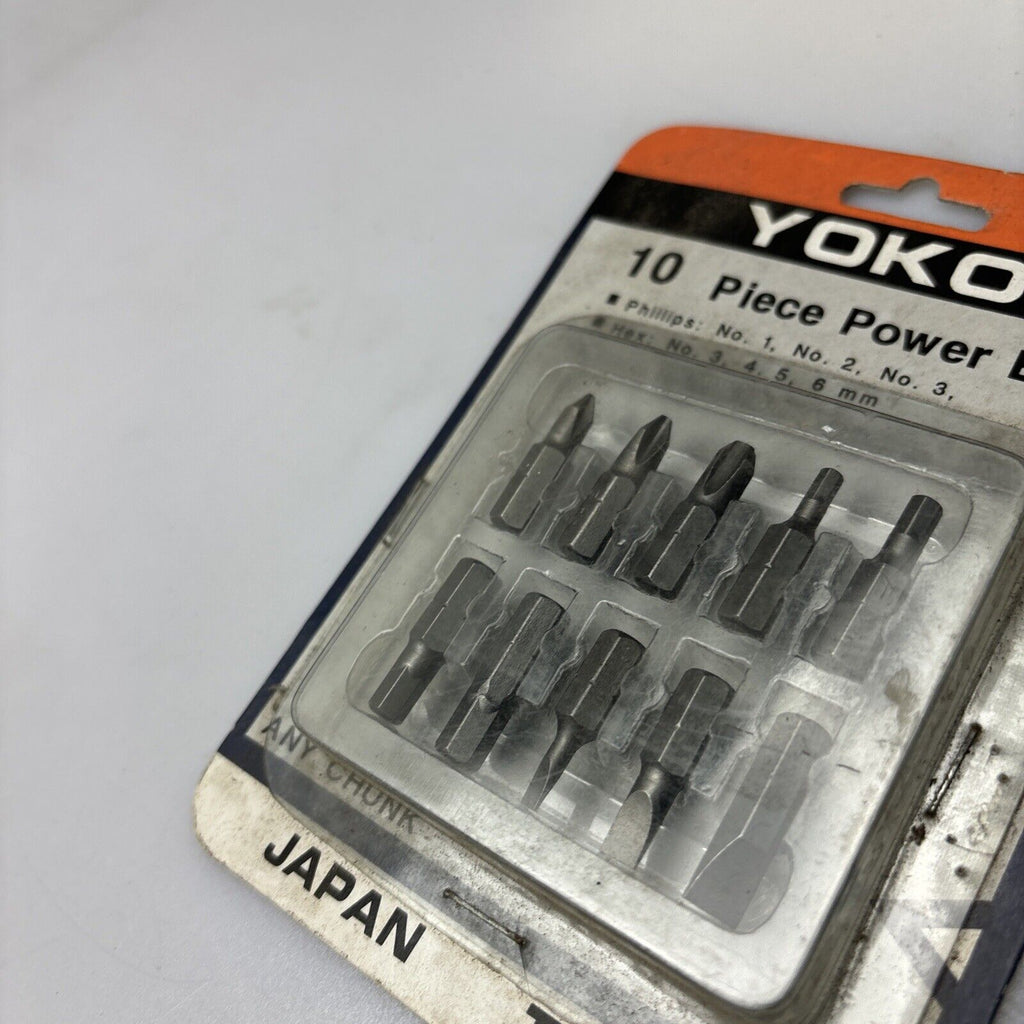 YOKO
10 Piece Power
■ Phillips: No. 1, No. 2, No. 3,
■ Hex: No. 3, 4, 5, 6 mm
ANY CHUNK
JAPAN